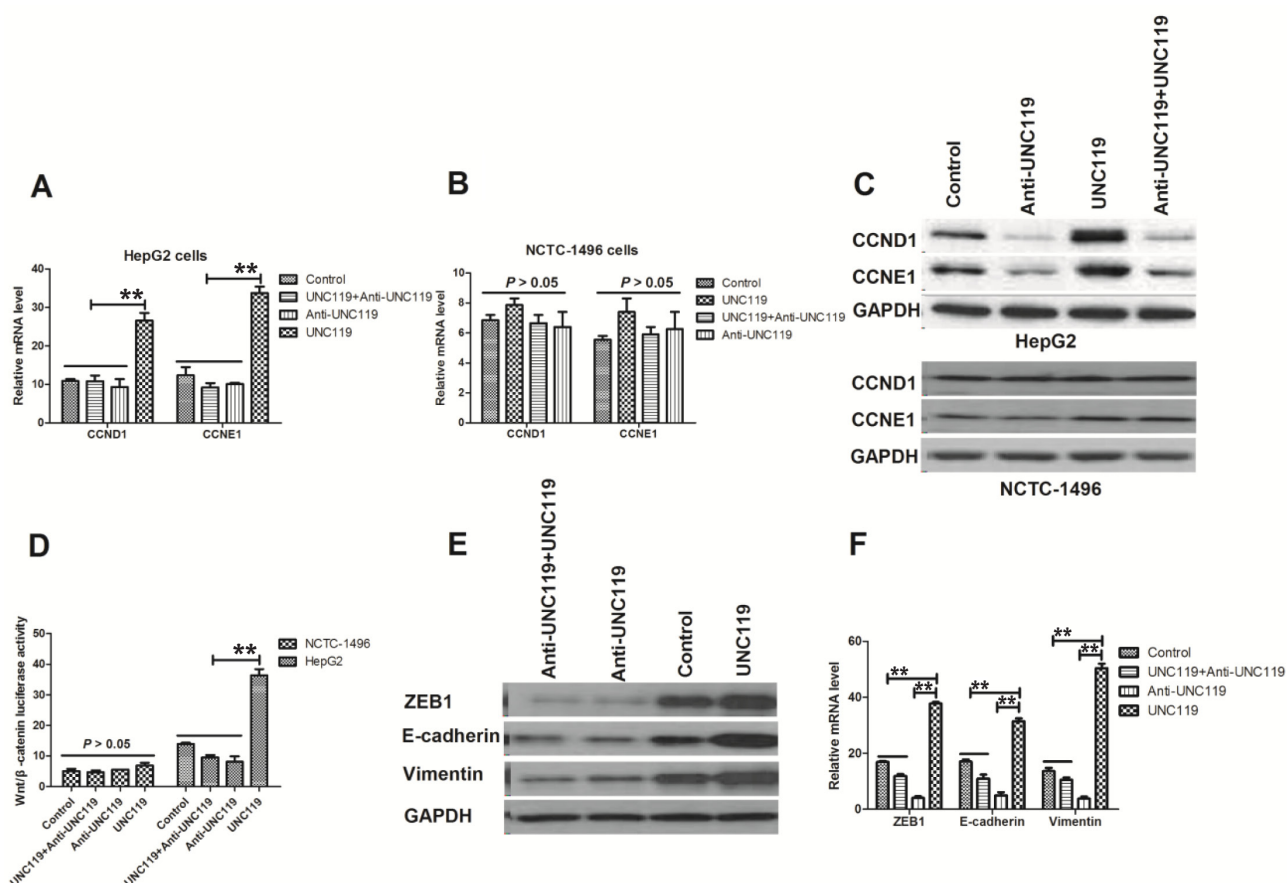 A
HepG2 cells
Relative mRNA level
40
30
20
10
0
**
**
CCND1
CCNE1
Control
UNC119+Anti-UNC119
Anti-UNC119
UNC119
B
NCTC-1496 cells
Relative mRNA level
10
8
6
4
2
0
P > 0.05
P > 0.05
CCND1
CCNE1
Control
UNC119
UNC119+Anti-UNC119
Anti-UNC119
C
Control
Anti-UNC119
UNC119
Anti-UNC119+UNC119
CCND1
CCNE1
GAPDH
HepG2
CCND1
CCNE1
GAPDH
NCTC-1496
D
Wnt/β -catenin luciferase activity
50
40
30
20
10
0
P > 0.05
**
Control
UNC119+Anti-UNC119
Anti-UNC119
UNC119
Control
UNC119+Anti-UNC119
Anti-UNC119
UNC119
NCTC-1496
HepG2
E
Anti-UNC119+UNC119
Anti-UNC119
Control
UNC119
ZEB1
E-cadherin
Vimentin
GAPDH
F
Relative mRNA level
60
40
20
0
**
**
**
**
**
**
ZEB1
E-cadherin
Vimentin
Control
UNC119+Anti-UNC119
Anti-UNC119
UNC119